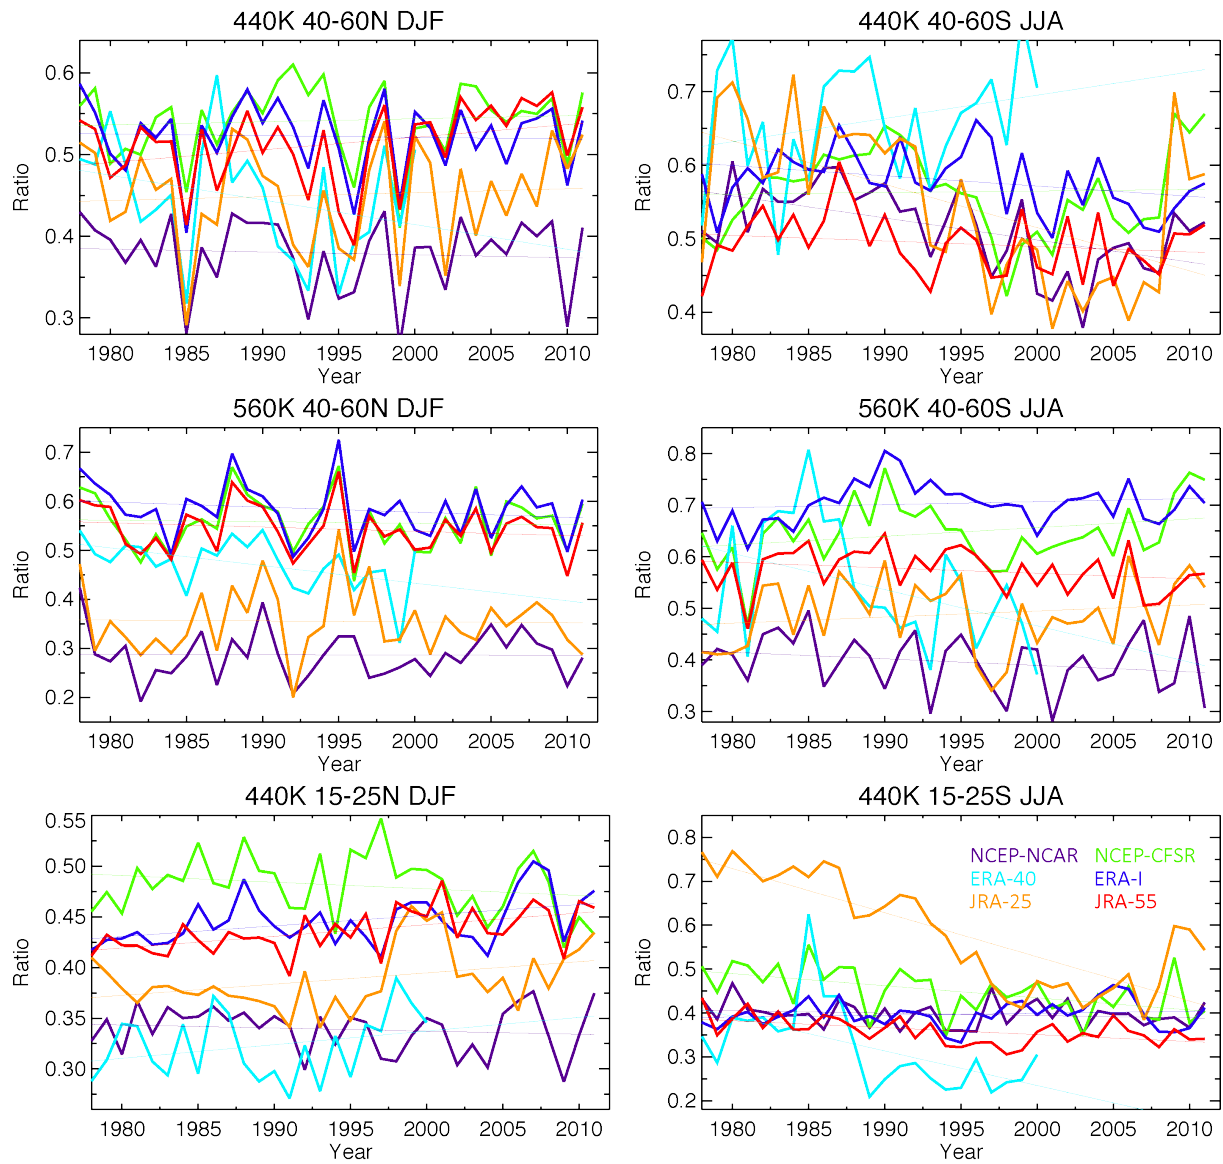 440K 40-60N DJF
0.6
0.5
0.4
0.3
Ratio
1980 1985 1990 1995 2000 2005 2010
Year
440K 40-60S JJA
0.7
0.6
0.5
0.4
Ratio
1980 1985 1990 1995 2000 2005 2010
Year
560K 40-60N DJF
0.7
0.6
0.5
0.4
0.3
0.2
Ratio
1980 1985 1990 1995 2000 2005 2010
Year
560K 40-60S JJA
0.8
0.7
0.6
0.5
0.4
0.3
Ratio
1980 1985 1990 1995 2000 2005 2010
Year
440K 15-25N DJF
0.55
0.50
0.45
0.40
0.35
0.30
Ratio
1980 1985 1990 1995 2000 2005 2010
Year
440K 15-25S JJA
0.8
0.7
0.6
0.5
0.4
0.3
0.2
Ratio
NCEP-NCAR NCEP-CFSR
ERA-40 ERA-I
JRA-25 JRA-55
1980 1985 1990 1995 2000 2005 2010
Year